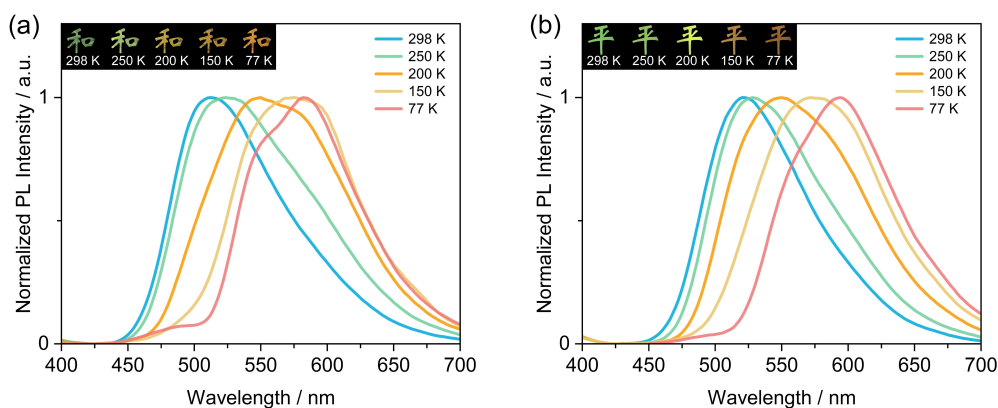 (a)
和 和 和 和 和
298 K 250 K 200 K 150 K 77 K
298 K
250 K
200 K
150 K
77 K
Normalized PL Intensity / a.u.
1
0
400 450 500 550 600 650 700
Wavelength / nm
(b)
平 平 平 平 平
298 K 250 K 200 K 150 K 77 K
298 K
250 K
200 K
150 K
77 K
Normalized PL Intensity / a.u.
1
0
400 450 500 550 600 650 700
Wavelength / nm